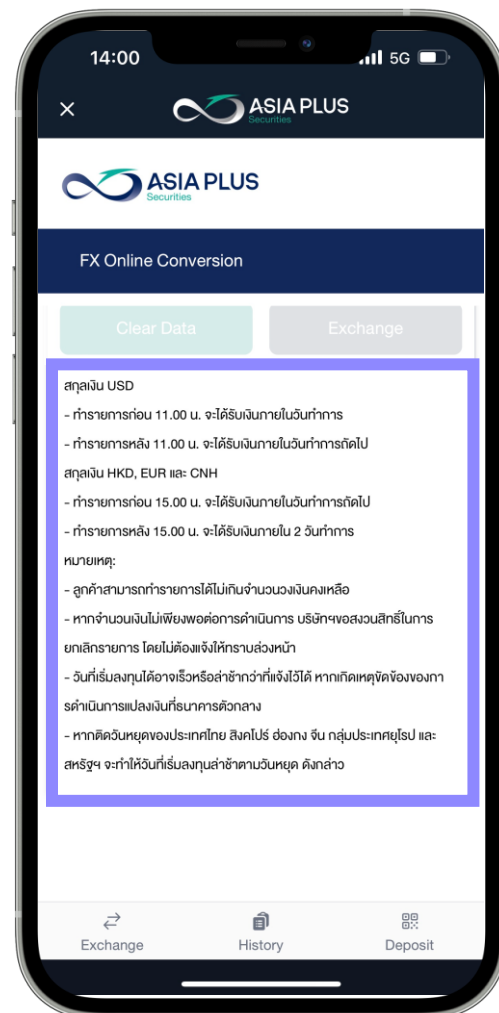 14:00
5G
ASIA PLUS
Securities
ASIA PLUS
Securities
FX Online Conversion
Clear Data
Exchange
สกุลเงิน USD
- ทำรายการก่อน 11.00 น. จะได้รับเงินภายในวันทำการ
- ทำรายการหลัง 11.00 น. จะได้รับเงินภายในวันทำการถัดไป
สกุลเงิน HKD, EUR และ CNH
- ทำรายการก่อน 15.00 น. จะได้รับเงินภายในวันทำการถัดไป
- ทำรายการหลัง 15.00 น. จะได้รับเงินภายใน 2 วันทำการ
หมายเหตุ:
- ลูกค้าสามารถทำรายการได้ไม่เกินจำนวนวงเงินคงเหลือ
- หากจำนวนเงินไม่เพียงพอต่อการดำเนินการ บริษัทฯขอสงวนสิทธิ์ในการ
ยกเลิกรายการ โดยไม่ต้องแจ้งให้ทราบล่วงหน้า
- วันที่เริ่มลงทุนได้อาจเร็วหรือล่าช้ากว่าที่แจ้งไว้ได้ หากเกิดเหตุขัดข้องของกา
รดำเนินการแปลงเงินที่ธนาคารตัวกลาง
- หากติดวันหยุดของประเทศไทย สิงคโปร์ ฮ่องกง จีน กลุ่มประเทศยุโรป และ
สหรัฐฯ จะทำให้วันที่เริ่มลงทุนล่าช้าตามวันหยุด ดังกล่าว
Exchange
History
Deposit